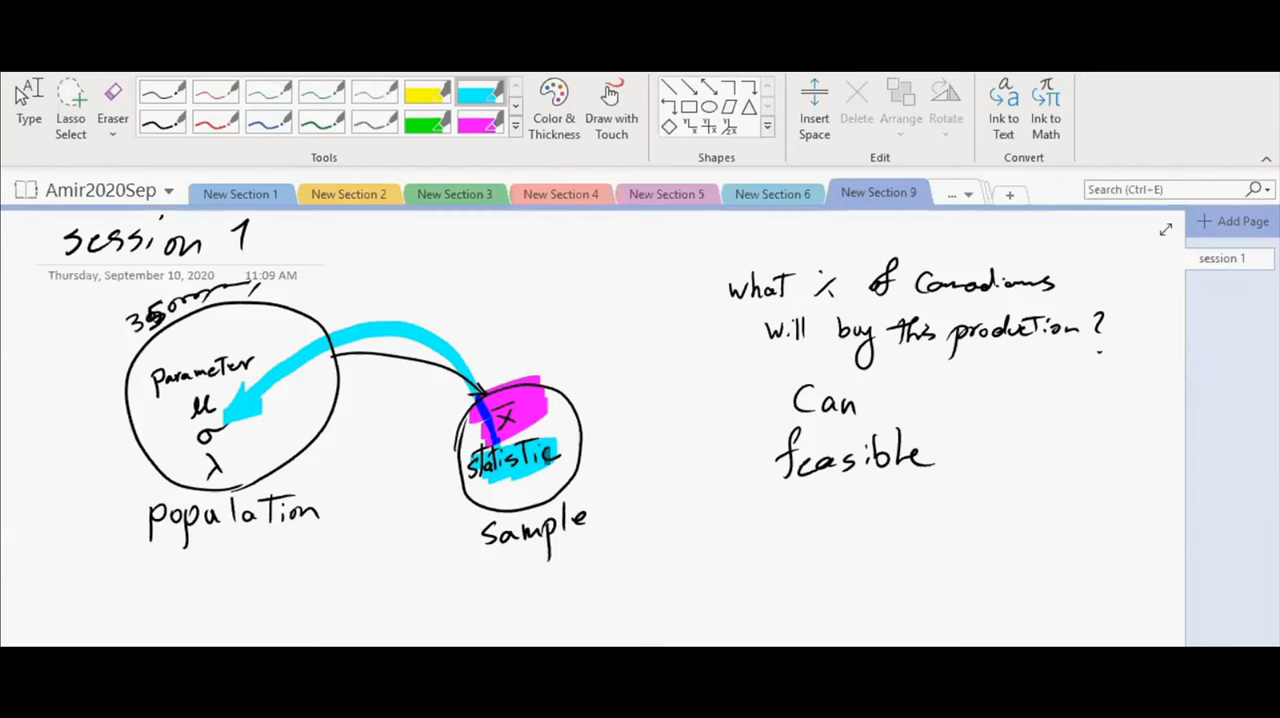 Type
Lasso
Select
Eraser
Color &
Thickness
Draw with
Touch
Insert
Space
Delete
Arrange
Rotate
Ink to
Text
Ink to
Math
Tools
Shapes
Edit
Convert
Amir2020Sep
New Section 1
New Section 2
New Section 3
New Section 4
New Section 5
New Section 6
New Section 9
...
Search (Ctrl+E)
Add Page
session 1
session 1
Thursday, September 10, 2020
11:09 AM
Parameter
μ
σ
λ
population
x̅
statistic
sample
what % of Canadians
will buy this production?
Can
feasible